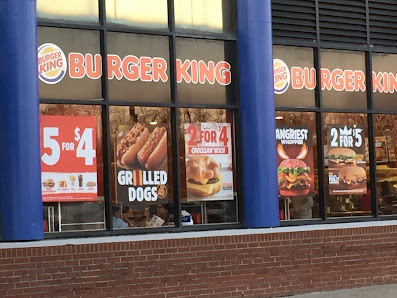 BURGER
KING
BURGER KING
BURGER
KING
BURGER KING
5 FOR $4
GRILLED
DOGS
2 FOR $4
CROISSAN'WICH
ANGRIEST
WHOPPER
2 FOR $5